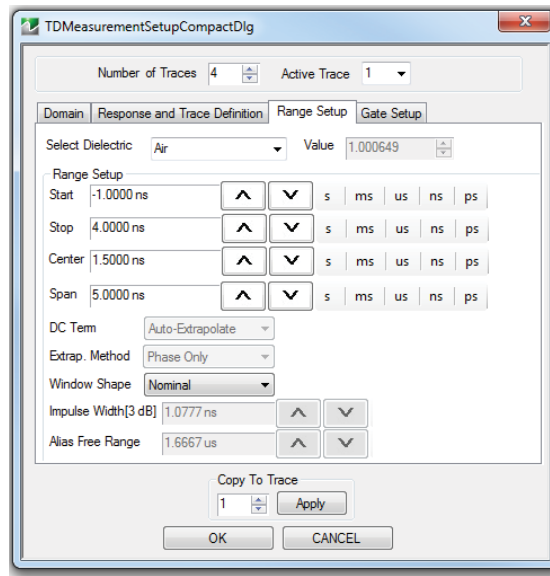 TDMeasurementSetupCompactDlg
Number of Traces 4 Active Trace 1
Domain Response and Trace Definition Range Setup Gate Setup
Select Dielectric Air Value 1.000649
Range Setup
Start -1.0000 ns s ms us ns ps
Stop 4.0000 ns s ms us ns ps
Center 1.5000 ns s ms us ns ps
Span 5.0000 ns s ms us ns ps
DC Term Auto-Extrapolate
Extrap. Method Phase Only
Window Shape Nominal
Impulse Width[3 dB] 1.0777 ns
Alias Free Range 1.6667 us
Copy To Trace
1 Apply
OK CANCEL